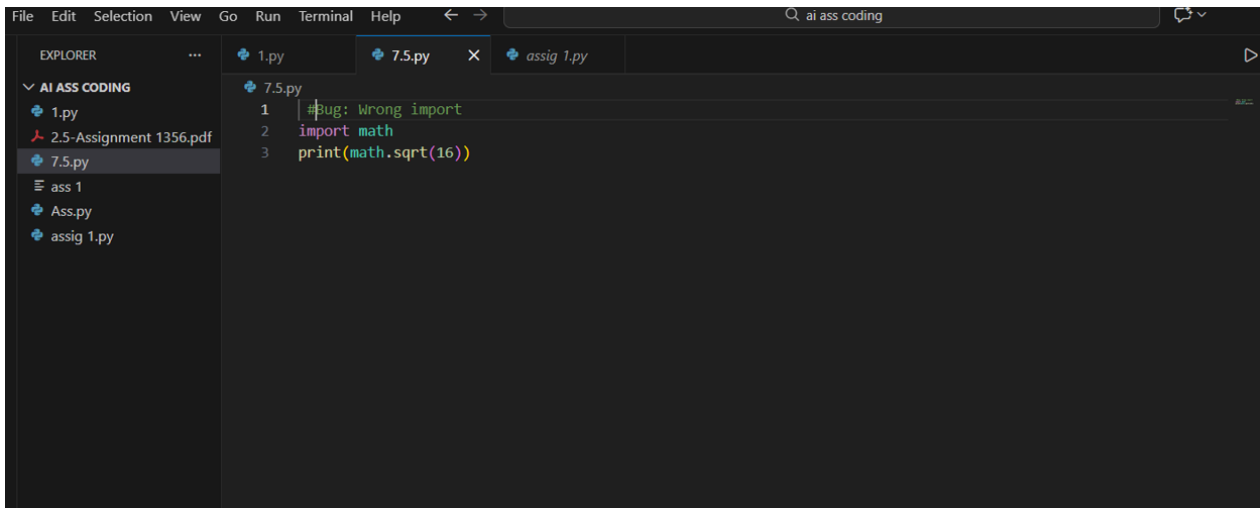 File Edit Selection View Go Run Terminal Help ai ass coding
EXPLORER ... 1.py 7.5.py assig 1.py
AI ASS CODING
1.py
2.5-Assignment 1356.pdf
7.5.py
ass 1
Ass.py
assig 1.py
7.5.py
1 #Bug: Wrong import
2 import math
3 print(math.sqrt(16))